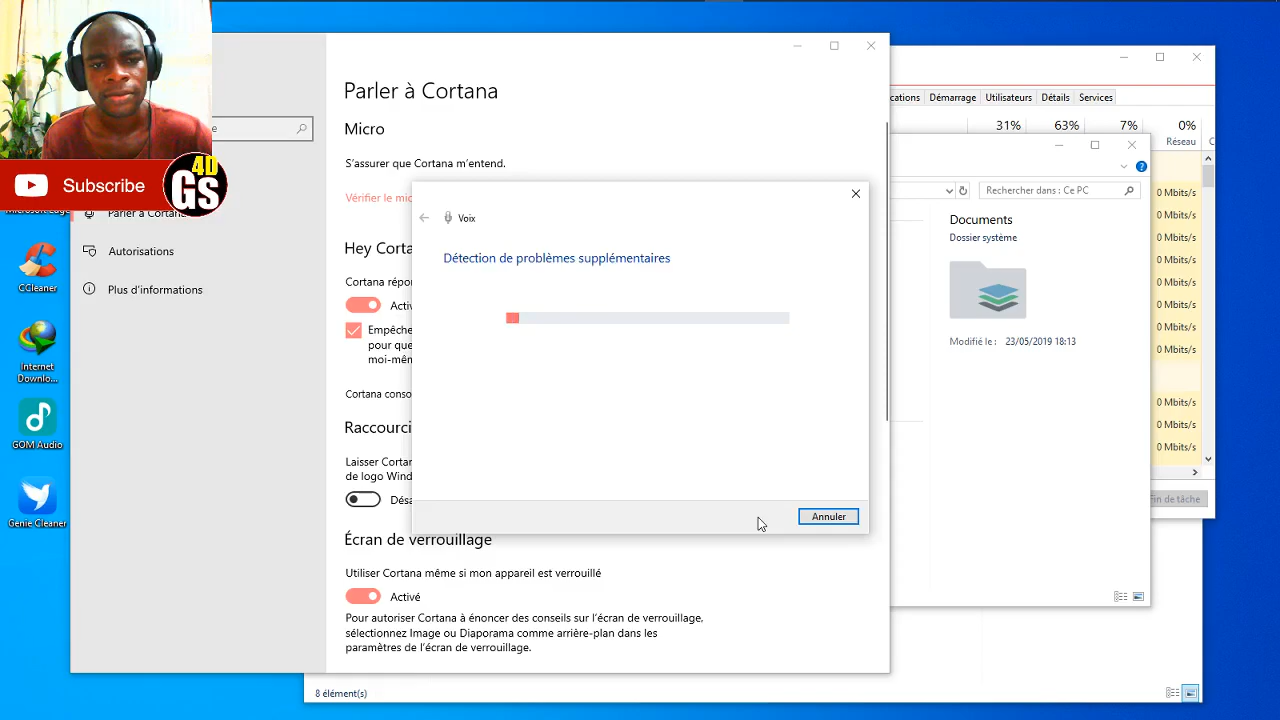 Subscribe
4D
GS
CCleaner
Internet
Downlo...
GOM Audio
Genie Cleaner
Parler à Cortana
Autorisations
Plus d'informations
Parler à Cortana
Micro
S'assurer que Cortana m'entend.
Vérifier le mic
Hey Corta
Cortana répon
Activ
Empêche
pour que
moi-mên
Cortana conso
Raccourci
Laisser Cortan
de logo Wind
Désa
Écran de verrouillage
Utiliser Cortana même si mon appareil est verrouillé
Activé
Pour autoriser Cortana à énoncer des conseils sur l'écran de verrouillage,
sélectionnez Image ou Diaporama comme arrière-plan dans les
paramètres de l'écran de verrouillage.
Voix
Détection de problèmes supplémentaires
Annuler
cations
Démarrage
Utilisateurs
Détails
Services
31%
63%
7%
0%
Réseau
Rechercher dans : Ce PC
Documents
Dossier système
Modifié le : 23/05/2019 18:13
0 Mbits/s
0 Mbits/s
0 Mbits/s
0 Mbits/s
0 Mbits/s
0 Mbits/s
0 Mbits/s
0 Mbits/s
0 Mbits/s
0 Mbits/s
0 Mbits/s
Fin de tâche
8 élément(s)